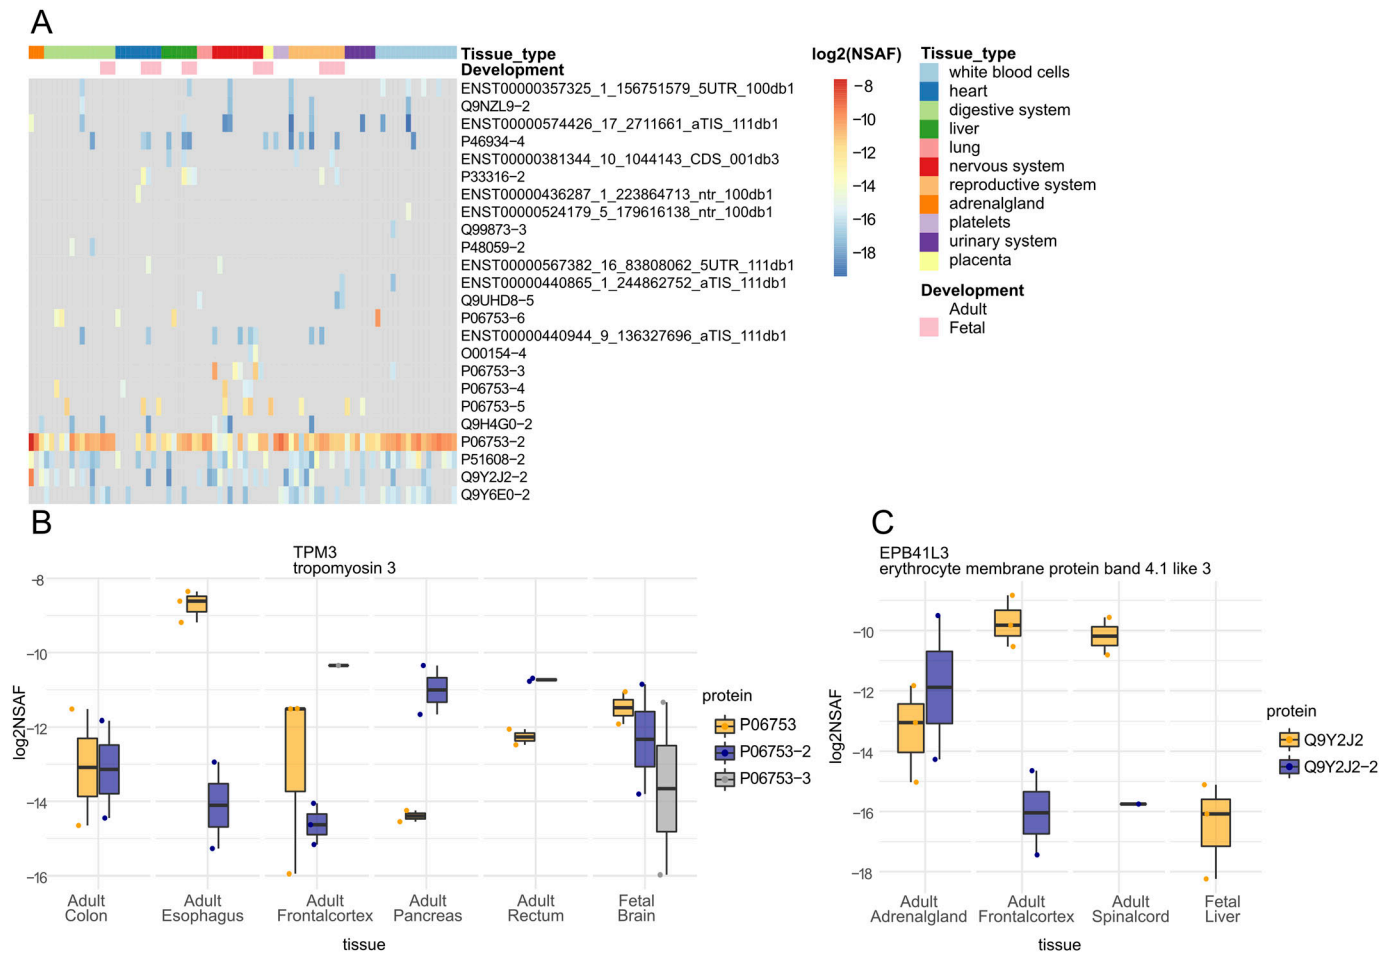 A
Tissue_type
Development
ENST00000357325_1_156751579_5UTR_100db1
Q9NZL9−2
ENST00000574426_17_2711661_aTIS_111db1
P46934−4
ENST00000381344_10_1044143_CDS_001db3
P33316−2
ENST00000436287_1_223864713_ntr_100db1
ENST00000524179_5_179616138_ntr_100db1
Q99873−3
P48059−2
ENST00000567382_16_83808062_5UTR_111db1
ENST00000440865_1_244862752_aTIS_111db1
Q9UHD8−5
P06753−6
ENST00000440944_9_136327696_aTIS_111db1
O00154−4
P06753−3
P06753−4
P06753−5
Q9H4G0−2
P06753−2
P51608−2
Q9Y2J2−2
Q9Y6E0−2
log2(NSAF)
−8
−10
−12
−14
−16
−18
Tissue_type
white blood cells
heart
digestive system
liver
lung
nervous system
reproductive system
adrenalgland
platelets
urinary system
placenta
Development
Adult
Fetal
B
TPM3
tropomyosin 3
log2NSAF
−8
−10
−12
−14
−16
Adult
Colon
Adult
Esophagus
Adult
Frontalcortex
Adult
Pancreas
Adult
Rectum
Fetal
Brain
tissue
protein
P06753
P06753−2
P06753−3
C
EPB41L3
erythrocyte membrane protein band 4.1 like 3
log2NSAF
−10
−12
−14
−16
−18
Adult
Adrenalgland
Adult
Frontalcortex
Adult
Spinalcord
Fetal
Liver
tissue
protein
Q9Y2J2
Q9Y2J2−2